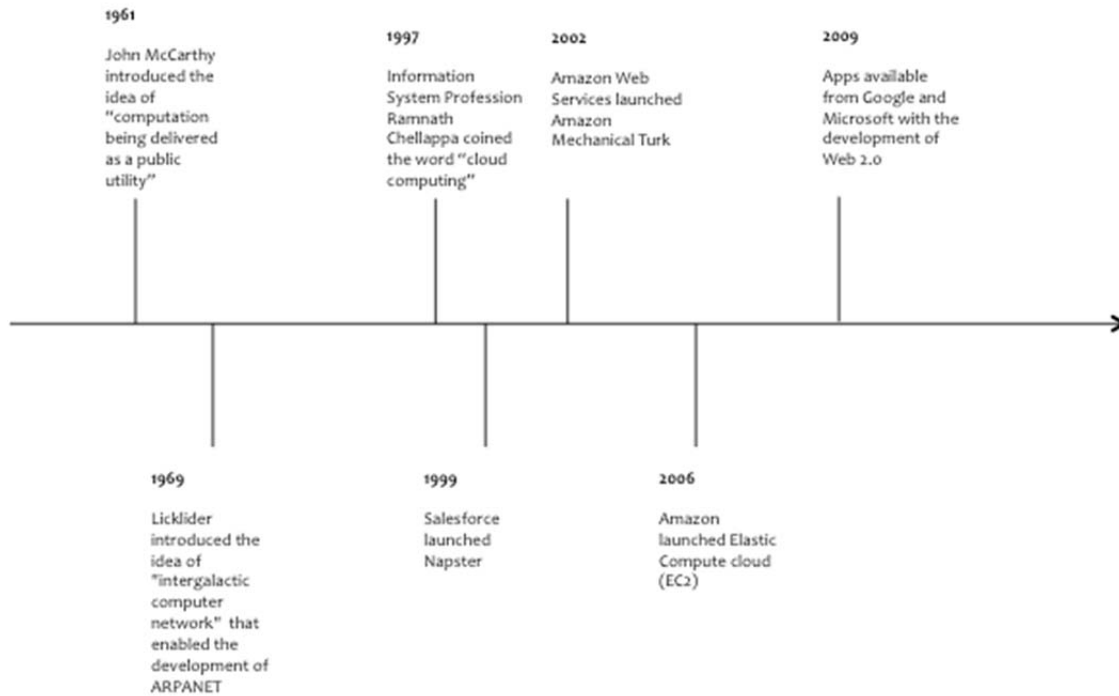 1961
John McCarthy
introduced the
idea of
"computation
being delivered
as a public
utility"
1997
Information
System Profession
Ramnath
Chellappa coined
the word "cloud
computing"
2002
Amazon Web
Services launched
Amazon
Mechanical Turk
2009
Apps available
from Google and
Microsoft with the
development of
Web 2.0
1969
Licklider
introduced the
idea of
"intergalactic
computer
network" that
enabled the
development of
ARPANET
1999
Salesforce
launched
Napster
2006
Amazon
launched Elastic
Compute cloud
(EC2)